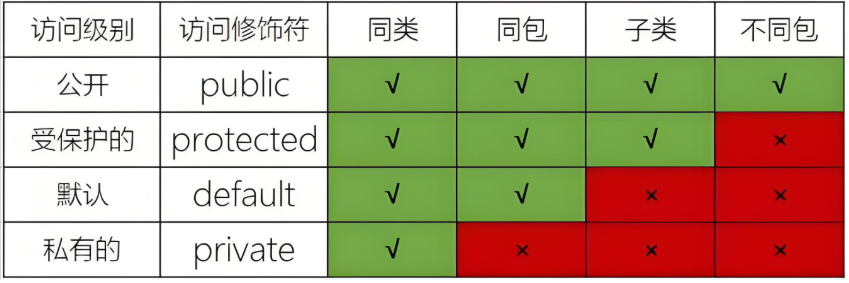 访问级别 访问修饰符 同类 同包 子类 不同包
公开 public √ √ √ √
受保护的 protected √ √ √ ×
默认 default √ √ × ×
私有的 private √ × × ×